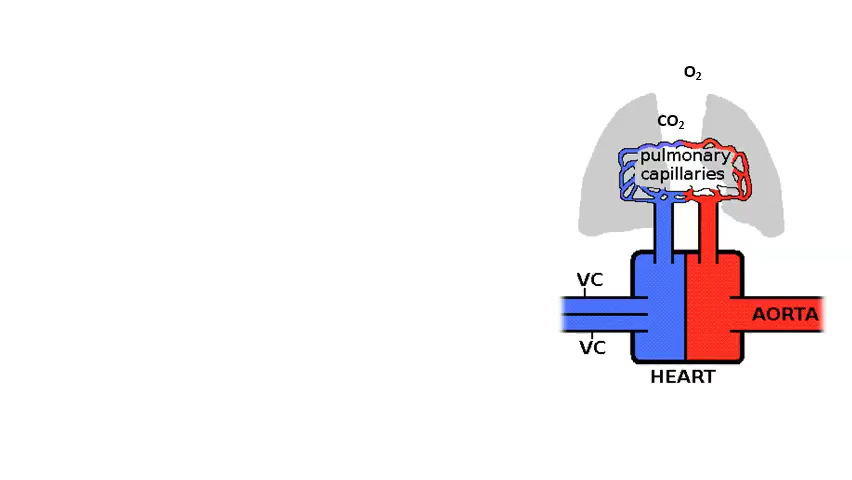 O₂
CO₂
pulmonary
capillaries
VC
AORTA
VC
HEART